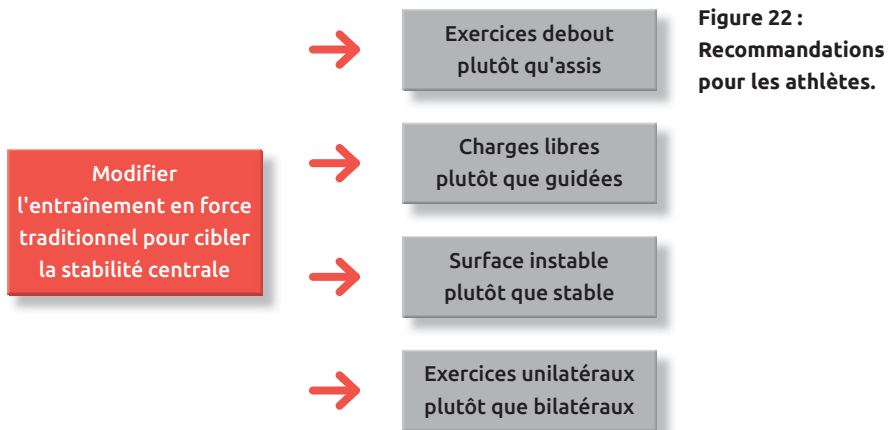 Exercices debout
plutôt qu'assis
Figure 22 :
Recommandations
pour les athlètes.
Charges libres
plutôt que guidées
Modifier
l'entraînement en force
traditionnel pour cibler
la stabilité centrale
Surface instable
plutôt que stable
Exercices unilatéraux
plutôt que bilatéraux